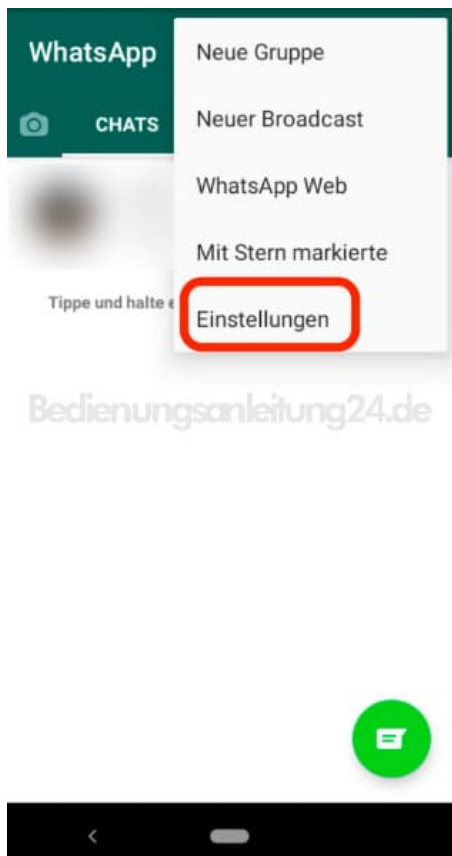 WhatsApp
Neue Gruppe
CHATS
Neuer Broadcast
WhatsApp Web
Mit Stern markierte
Tippe und halte
Einstellungen
Bedienungsanleitung24.de